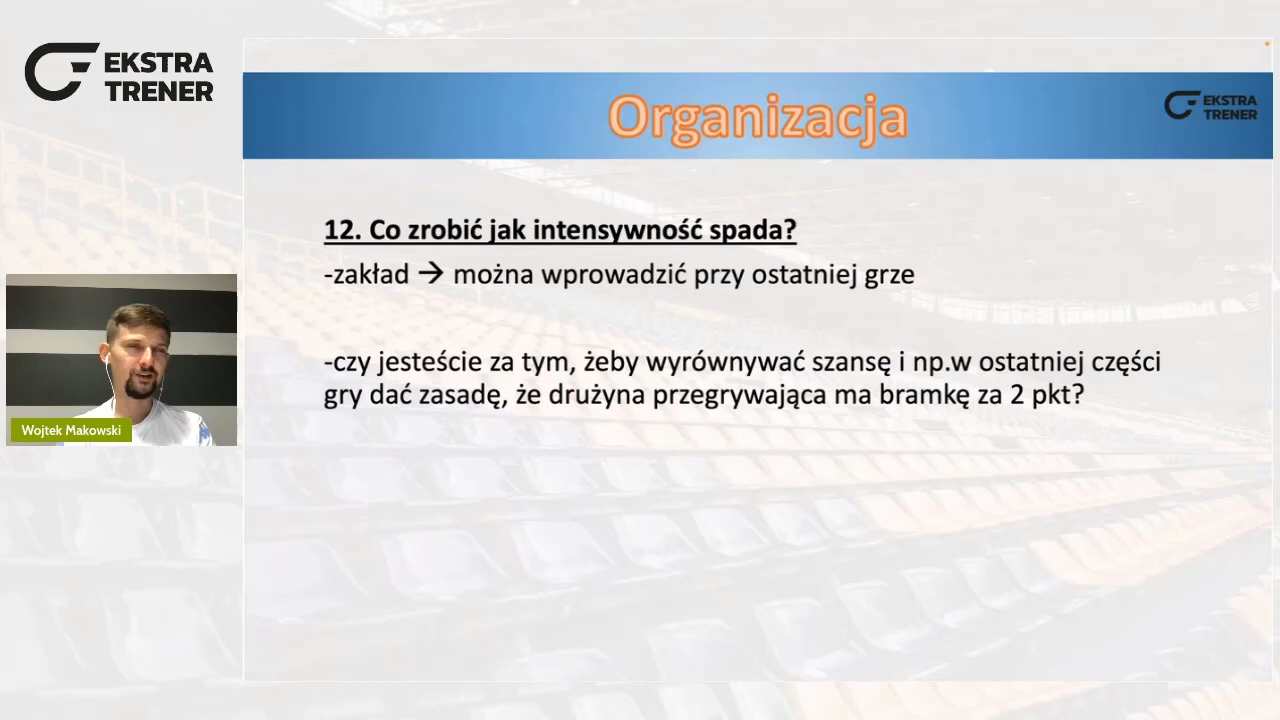 EKSTRA
TRENER
Organizacja
EKSTRA
TRENER
12. Co zrobić jak intensywność spada?
-zakład → można wprowadzić przy ostatniej grze
-czy jesteście za tym, żeby wyrównywać szansę i np.w ostatniej części
gry dać zasadę, że drużyna przegrywająca ma bramkę za 2 pkt?
Wojtek Makowski